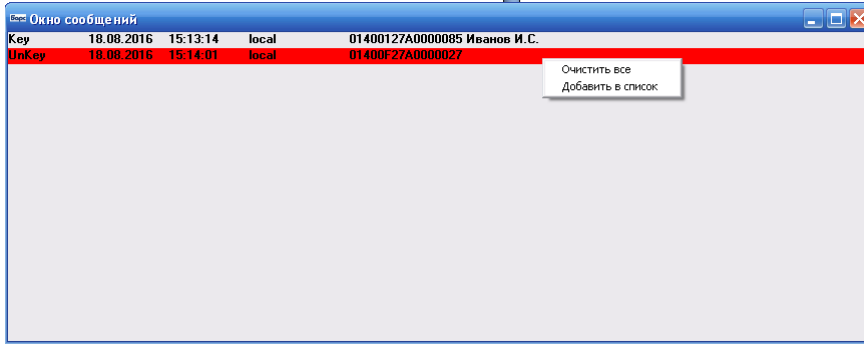 Барс Окно сообщений
Key 18.08.2016 15:13:14 local 01400127A0000085 Иванов И.С.
UnKey 18.08.2016 15:14:01 local 01400F27A0000027
Очистить все
Добавить в список